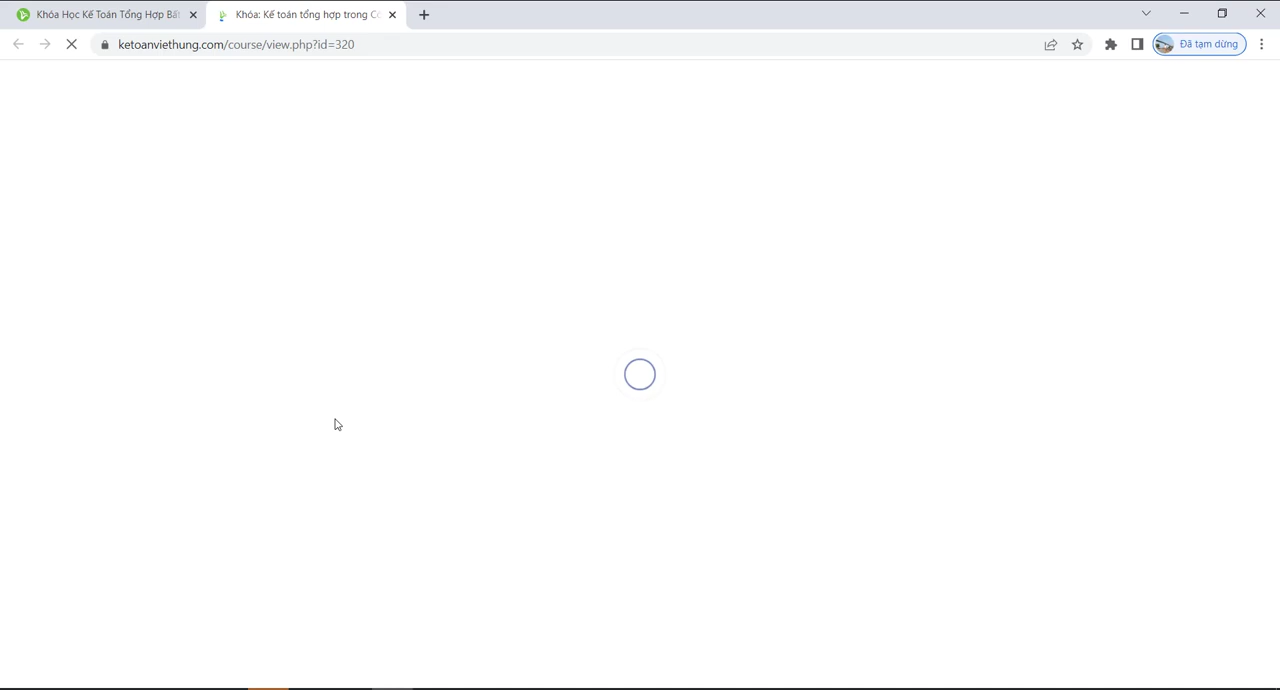 Khóa Học Kế Toán Tổng Hợp Bất
Khóa: Kế toán tổng hợp trong Cô
ketoanviethung.com/course/view.php?id=320
Đã tạm dừng